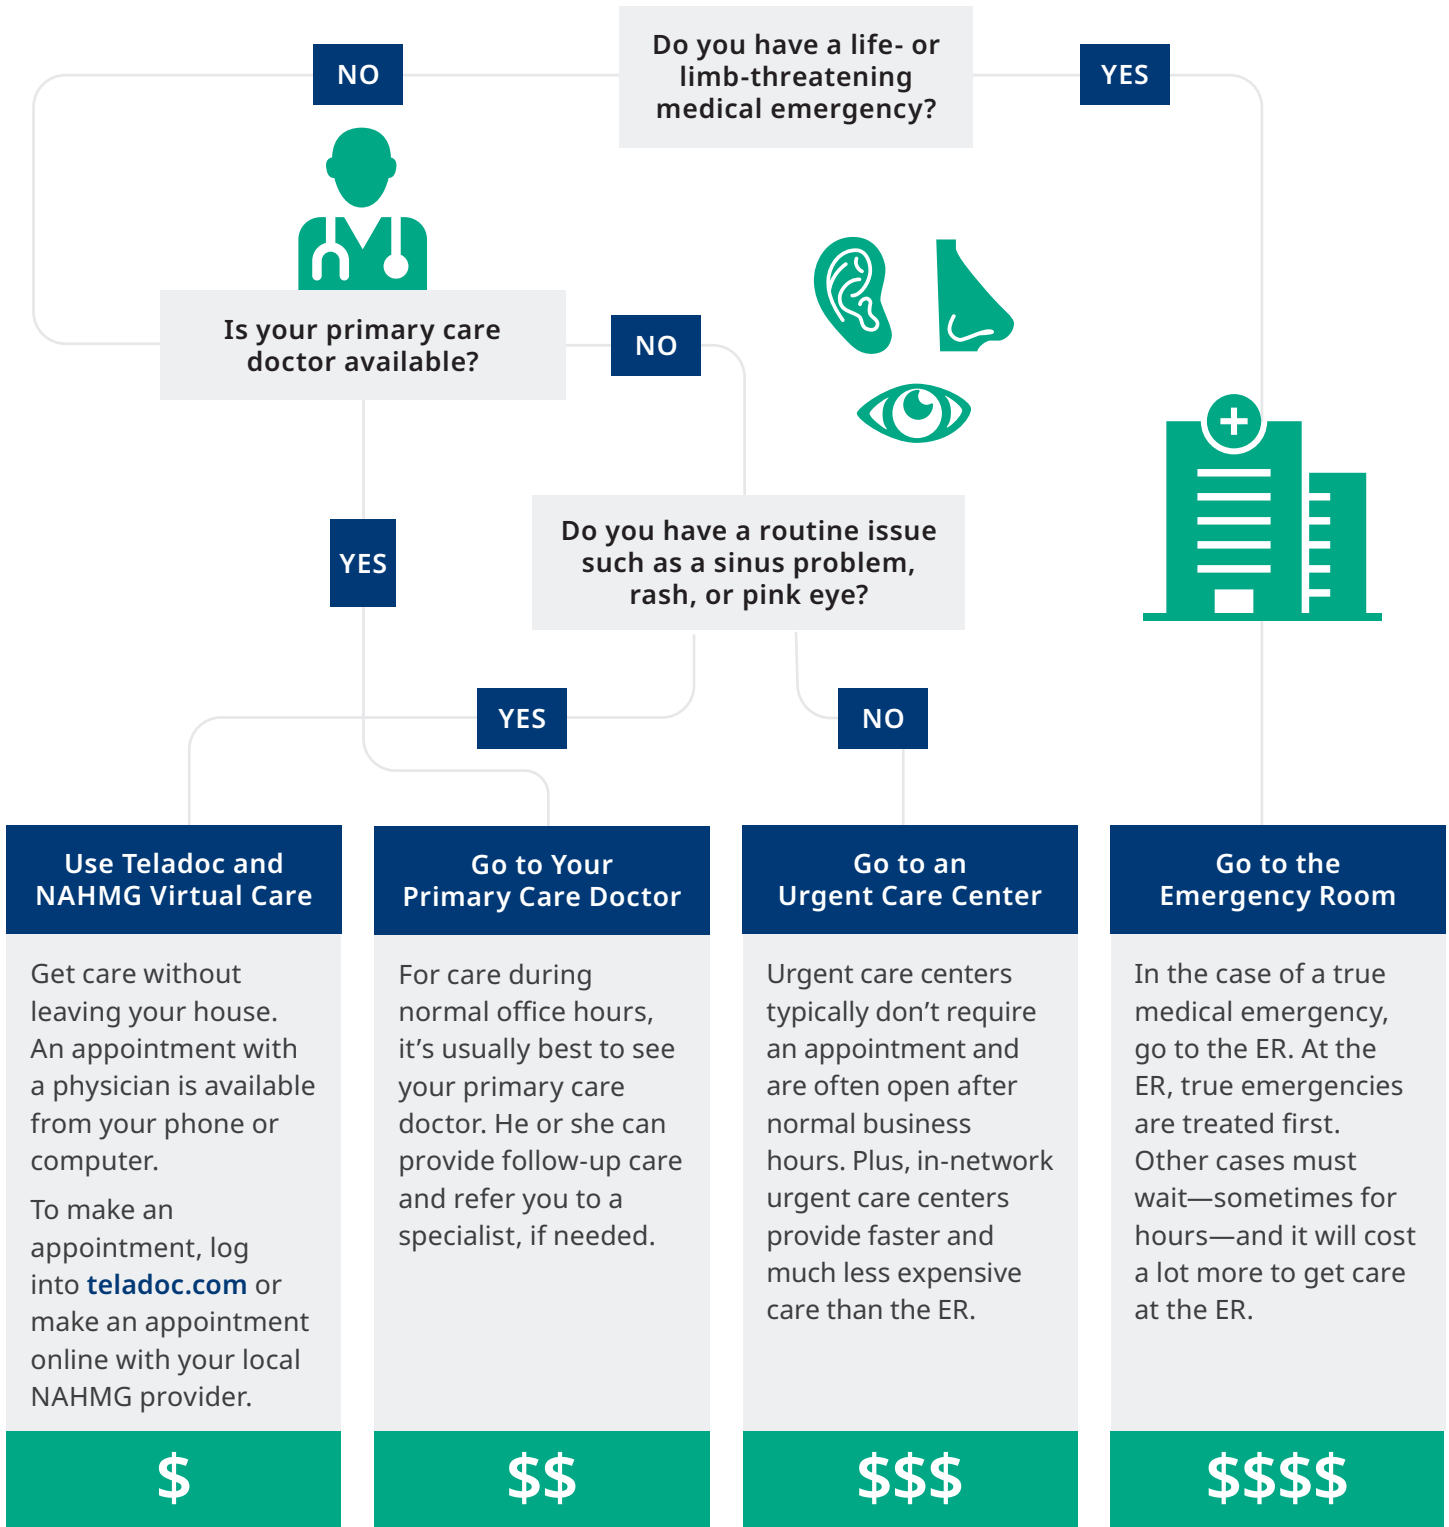 Do you have a life- or
limb-threatening
medical emergency?
NO
YES
Is your primary care
doctor available?
NO
YES
Do you have a routine issue
such as a sinus problem,
rash, or pink eye?
YES
NO
Use Teladoc and
NAHMG Virtual Care
Get care without
leaving your house.
An appointment with
a physician is available
from your phone or
computer.
To make an
appointment, log
into teladoc.com or
make an appointment
online with your local
NAHMG provider.
$
Go to Your
Primary Care Doctor
For care during
normal office hours,
it’s usually best to see
your primary care
doctor. He or she can
provide follow-up care
and refer you to a
specialist, if needed.
$$
Go to an
Urgent Care Center
Urgent care centers
typically don’t require
an appointment and
are often open after
normal business
hours. Plus, in-network
urgent care centers
provide faster and
much less expensive
care than the ER.
$$$
Go to the
Emergency Room
In the case of a true
medical emergency,
go to the ER. At the
ER, true emergencies
are treated first.
Other cases must
wait—sometimes for
hours—and it will cost
a lot more to get care
at the ER.
$$$$